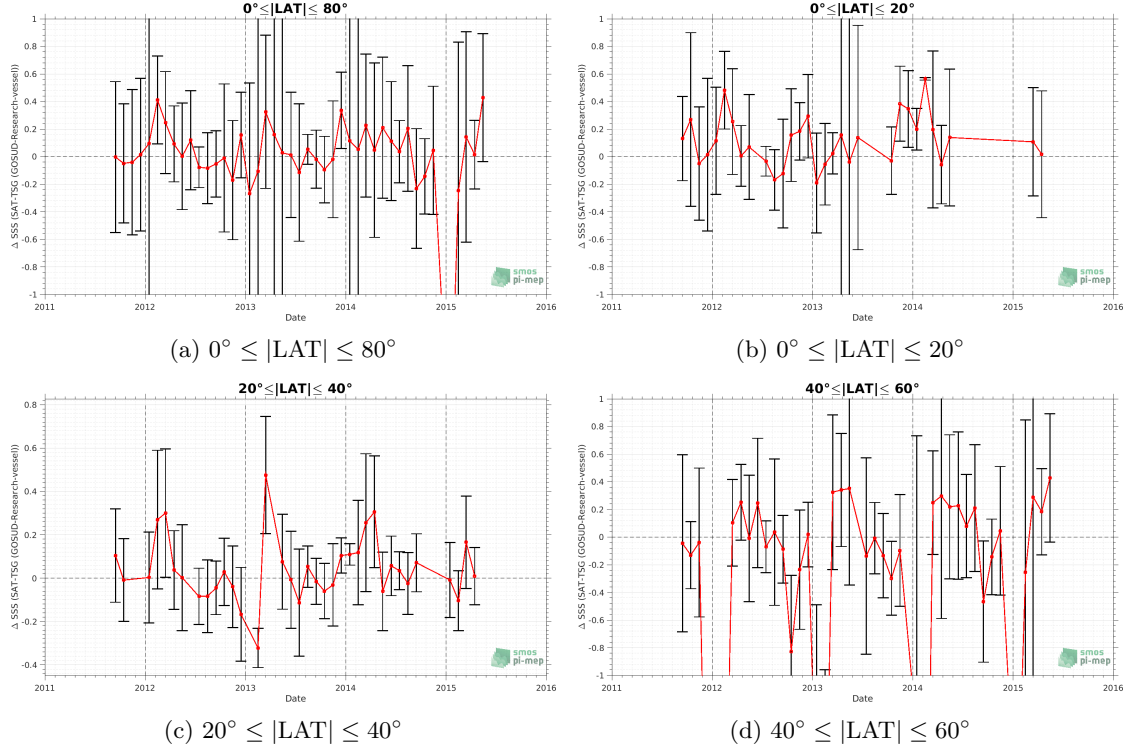 0°≤|LAT|≤ 80°
Δ SSS (SAT-TSG (GOSUD-Research-vessel))
1
0.8
0.6
0.4
0.2
0
-0.2
-0.4
-0.6
-0.8
-1
2011 2012 2013 2014 2015 2016
Date
smos
pi-mep
(a) 0° ≤ |LAT| ≤ 80°
0°≤|LAT|≤ 20°
Δ SSS (SAT-TSG (GOSUD-Research-vessel))
1
0.8
0.6
0.4
0.2
0
-0.2
-0.4
-0.6
-0.8
-1
2011 2012 2013 2014 2015 2016
Date
smos
pi-mep
(b) 0° ≤ |LAT| ≤ 20°
20°≤|LAT|≤ 40°
Δ SSS (SAT-TSG (GOSUD-Research-vessel))
0.8
0.6
0.4
0.2
0
-0.2
-0.4
2011 2012 2013 2014 2015 2016
Date
smos
pi-mep
(c) 20° ≤ |LAT| ≤ 40°
40°≤|LAT|≤ 60°
Δ SSS (SAT-TSG (GOSUD-Research-vessel))
1
0.8
0.6
0.4
0.2
0
-0.2
-0.4
-0.6
-0.8
-1
2011 2012 2013 2014 2015 2016
Date
smos
pi-mep
(d) 40° ≤ |LAT| ≤ 60°